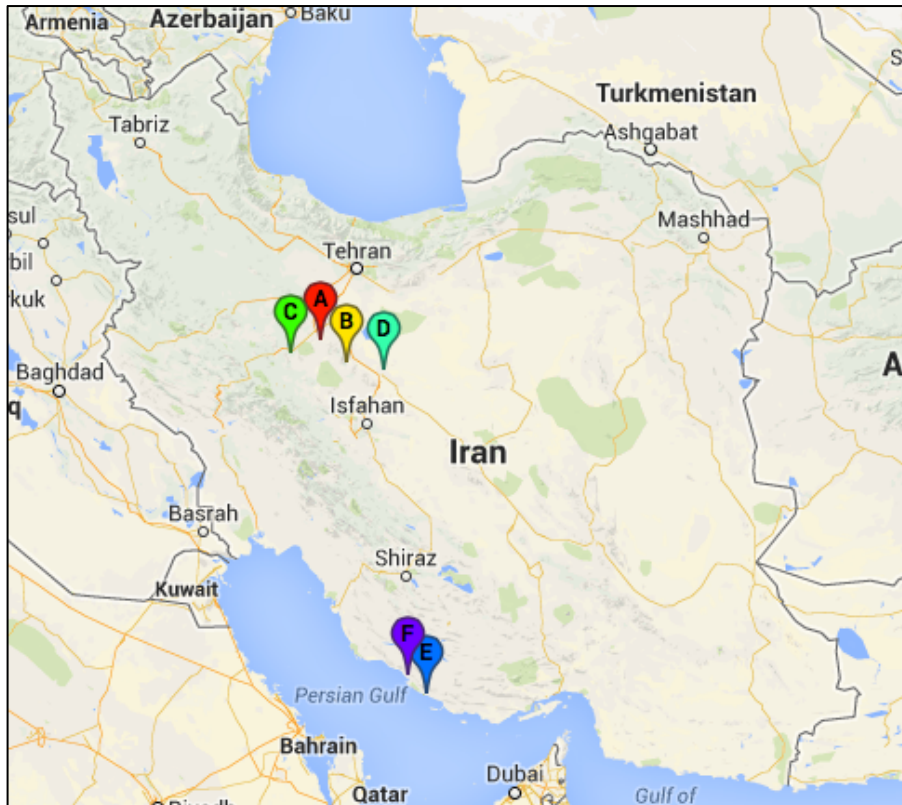 Armenia
Azerbaijan
Baku
Tabriz
Turkmenistan
Ashgabat
Mashhad
sul
bil
rkuk
Tehran
A
C
B
D
Baghdad
q
Isfahan
Iran
A
Basrah
Kuwait
Shiraz
F
E
Persian Gulf
Bahrain
Qatar
Dubai
Gulf of
S